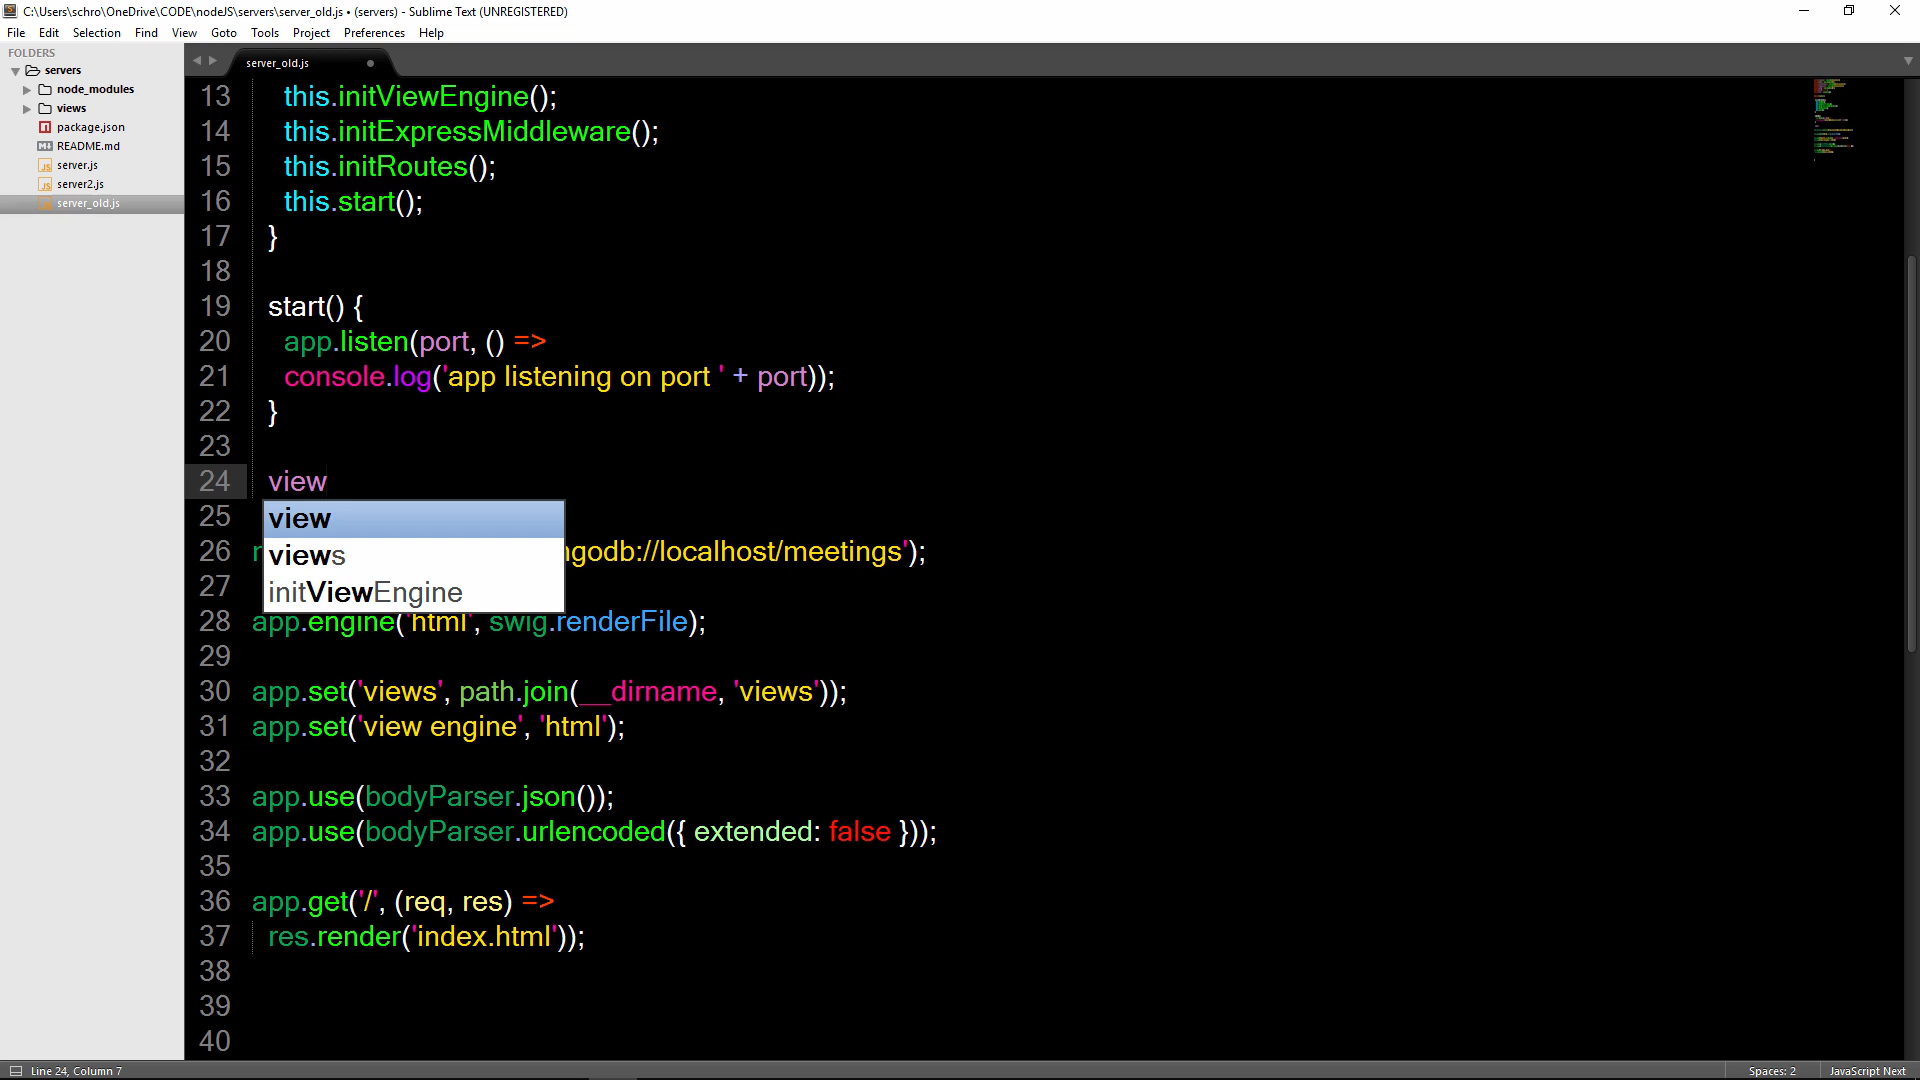 C:\Users\schro\OneDrive\CODE\nodeJS\servers\server_old.js • (servers) - Sublime Text (UNREGISTERED)
File Edit Selection Find View Goto Tools Project Preferences Help
FOLDERS
servers
node_modules
views
package.json
README.md
server.js
server2.js
server_old.js
server_old.js
13 this.initViewEngine();
14 this.initExpressMiddleware();
15 this.initRoutes();
16 this.start();
17 }
18
19 start() {
20 app.listen(port, () =>
21 console.log('app listening on port ' + port));
22 }
23
24 view
view
views
initViewEngine
25
26 ngodb://localhost/meetings');
27
28 app.engine('html', swig.renderFile);
29
30 app.set('views', path.join(__dirname, 'views'));
31 app.set('view engine', 'html');
32
33 app.use(bodyParser.json());
34 app.use(bodyParser.urlencoded({ extended: false }));
35
36 app.get('/', (req, res) =>
37 res.render('index.html'));
38
39
40
Line 24, Column 7
Spaces: 2
JavaScript Next